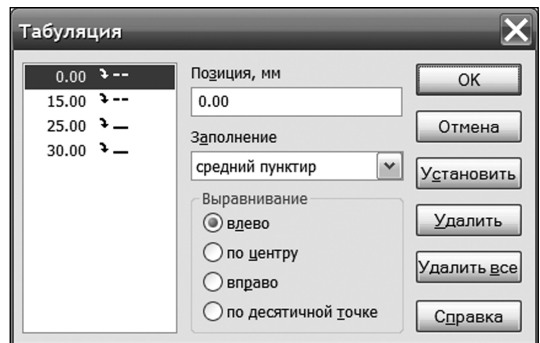 Табуляция
0.00
15.00
25.00
30.00
Позиция, мм
0.00
Заполнение
средний пунктир
Выравнивание
влево
по центру
вправо
по десятичной точке
OK
Отмена
Установить
Удалить
Удалить все
Справка